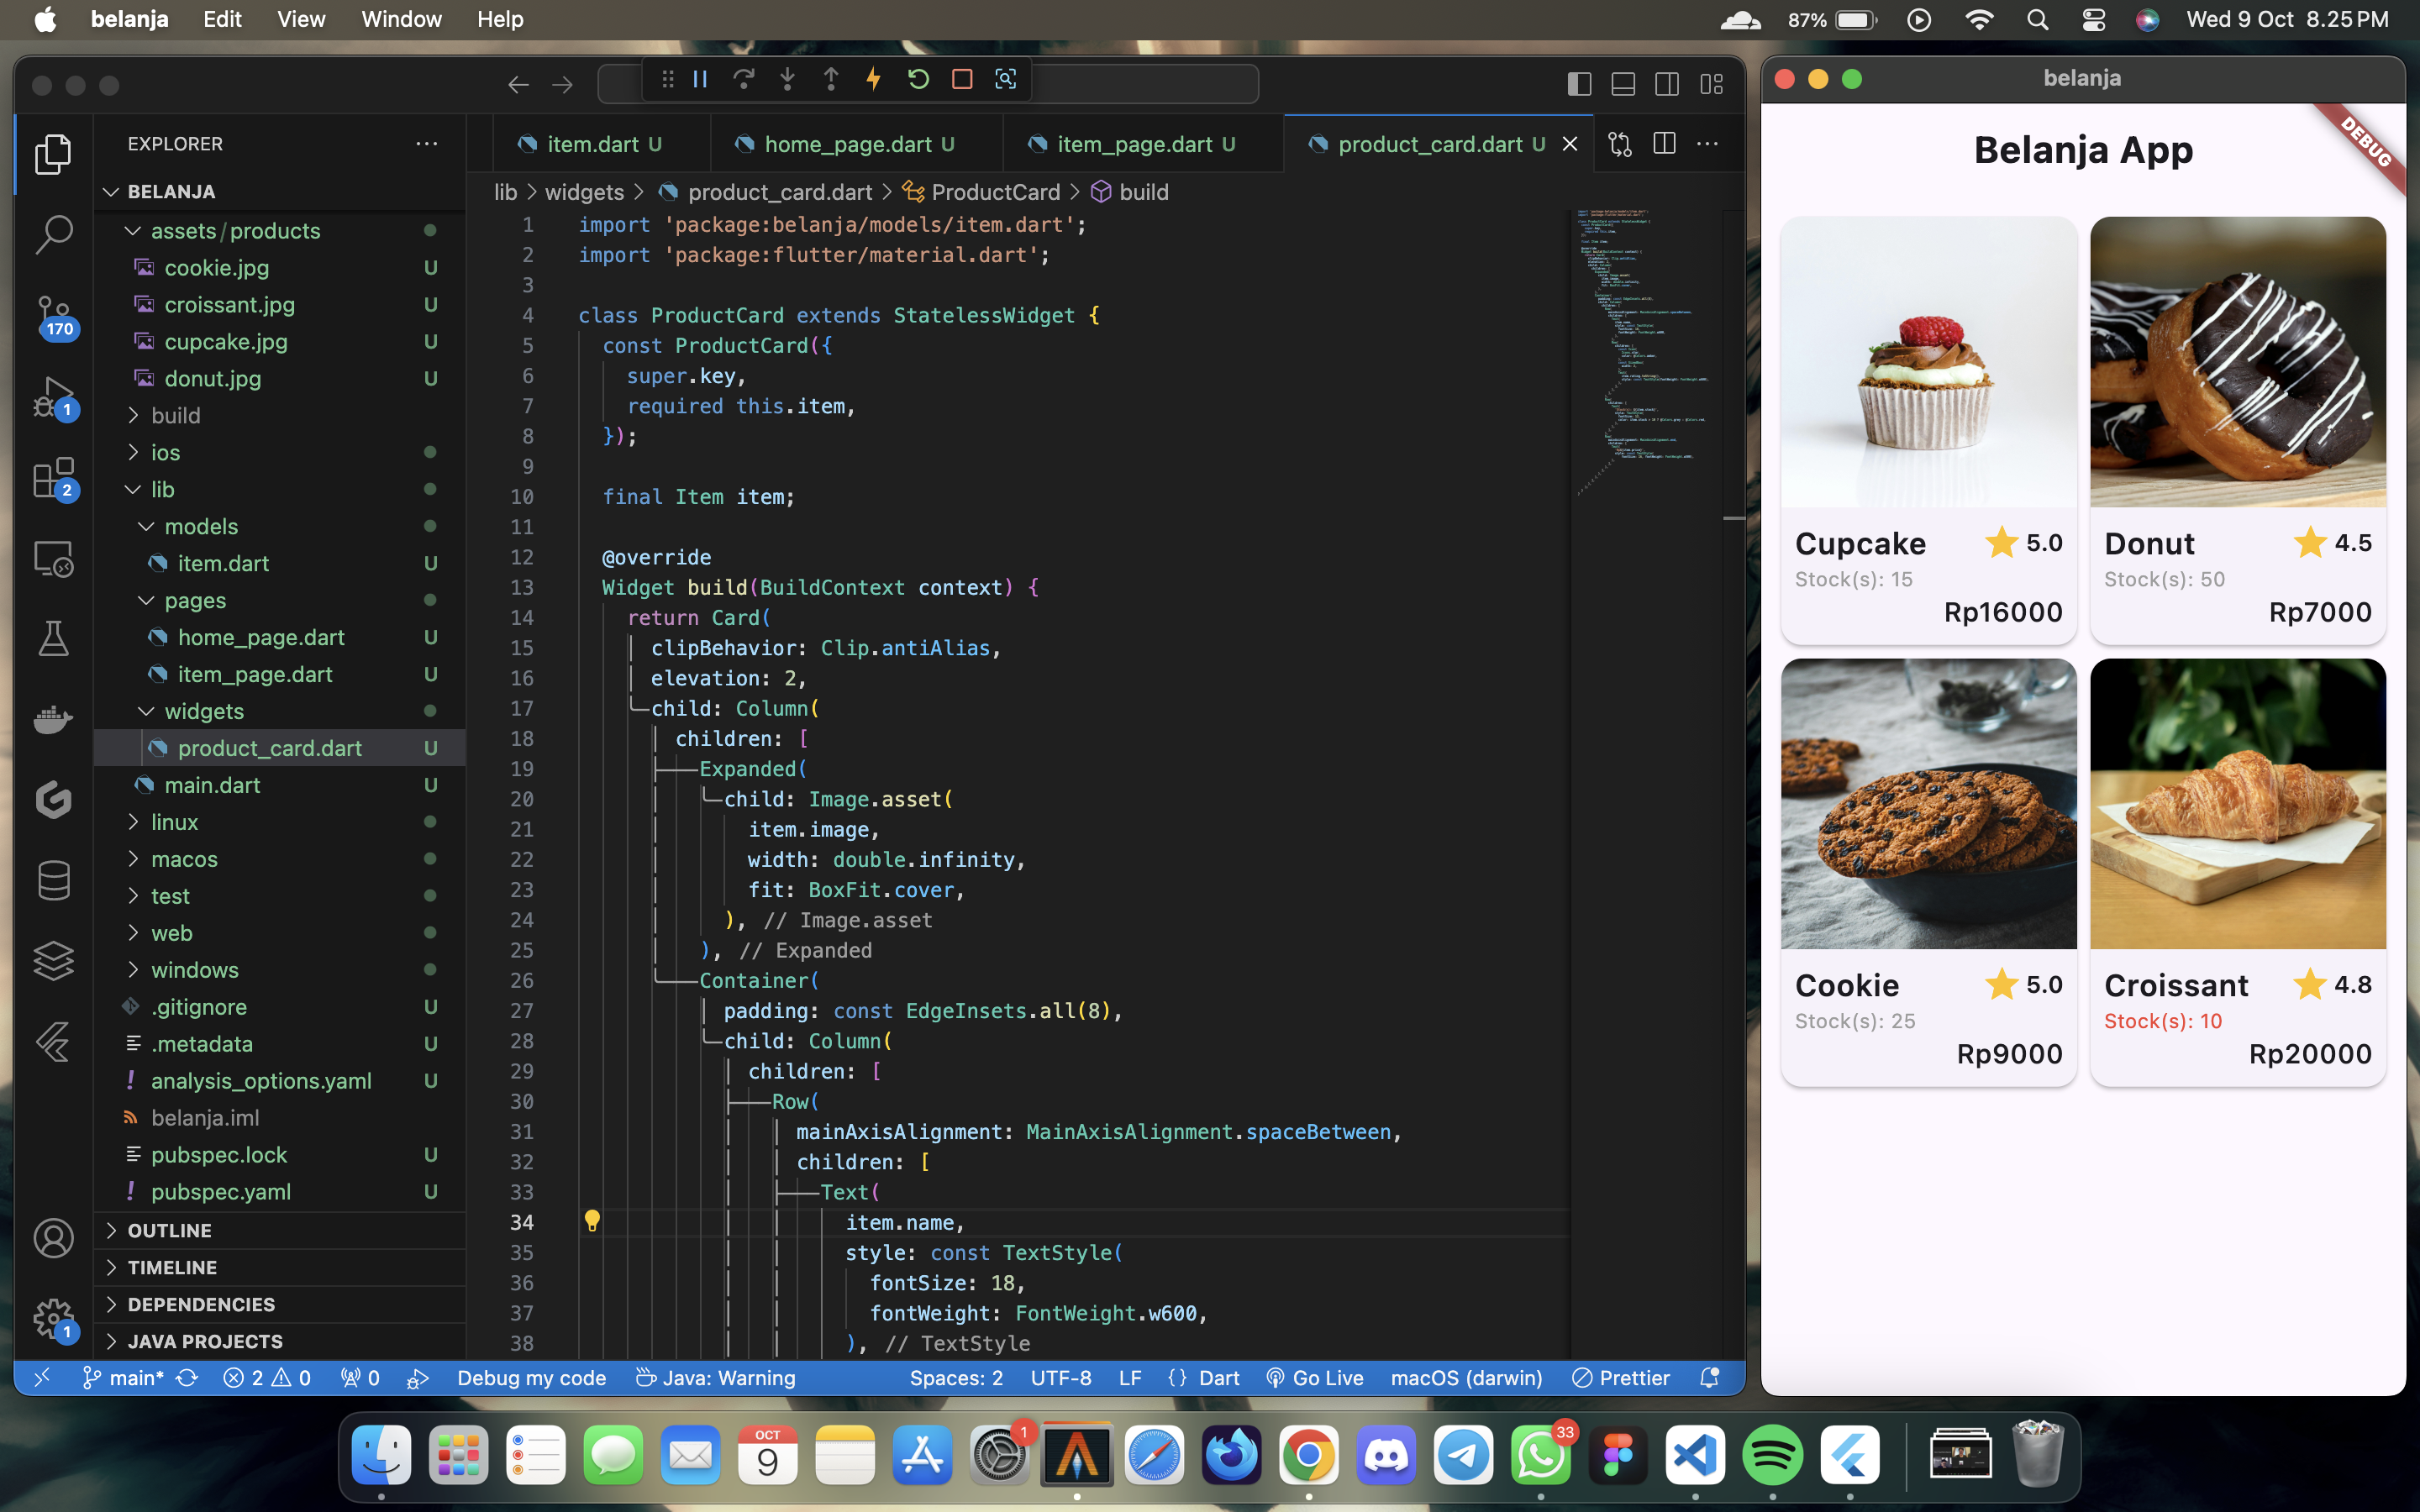 belanja Edit View Window Help 87% Wed 9 Oct 8.25 PM
EXPLORER
BELANJA
assets/products
cookie.jpg U
croissant.jpg U
cupcake.jpg U
donut.jpg U
build
ios
lib
models
item.dart U
pages
home_page.dart U
item_page.dart U
widgets
product_card.dart U
main.dart U
linux
macos
test
web
windows
.gitignore U
.metadata U
analysis_options.yaml U
belanja.iml
pubspec.lock U
pubspec.yaml U
OUTLINE
TIMELINE
DEPENDENCIES
JAVA PROJECTS
170
1
2
1
item.dart U home_page.dart U item_page.dart U product_card.dart U
lib > widgets > product_card.dart > ProductCard > build
1 import 'package:belanja/models/item.dart';
2 import 'package:flutter/material.dart';
3
4 class ProductCard extends StatelessWidget {
5 const ProductCard({
6 super.key,
7 required this.item,
8 });
9
10 final Item item;
11
12 @override
13 Widget build(BuildContext context) {
14 return Card(
15 clipBehavior: Clip.antiAlias,
16 elevation: 2,
17 child: Column(
18 children: [
19 Expanded(
20 child: Image.asset(
21 item.image,
22 width: double.infinity,
23 fit: BoxFit.cover,
24 ), // Image.asset
25 ), // Expanded
26 Container(
27 padding: const EdgeInsets.all(8),
28 child: Column(
29 children: [
30 Row(
31 mainAxisAlignment: MainAxisAlignment.spaceBetween,
32 children: [
33 Text(
34 item.name,
35 style: const TextStyle(
36 fontSize: 18,
37 fontWeight: FontWeight.w600,
38 ), // TextStyle
main* 2 0 0 Debug my code Java: Warning Spaces: 2 UTF-8 LF {} Dart Go Live macOS (darwin) Prettier
belanja
DEBUG
Belanja App
Cupcake 5.0
Stock(s): 15
Rp16000
Donut 4.5
Stock(s): 50
Rp7000
Cookie 5.0
Stock(s): 25
Rp9000
Croissant 4.8
Stock(s): 10
Rp20000
OCT
9
1
33